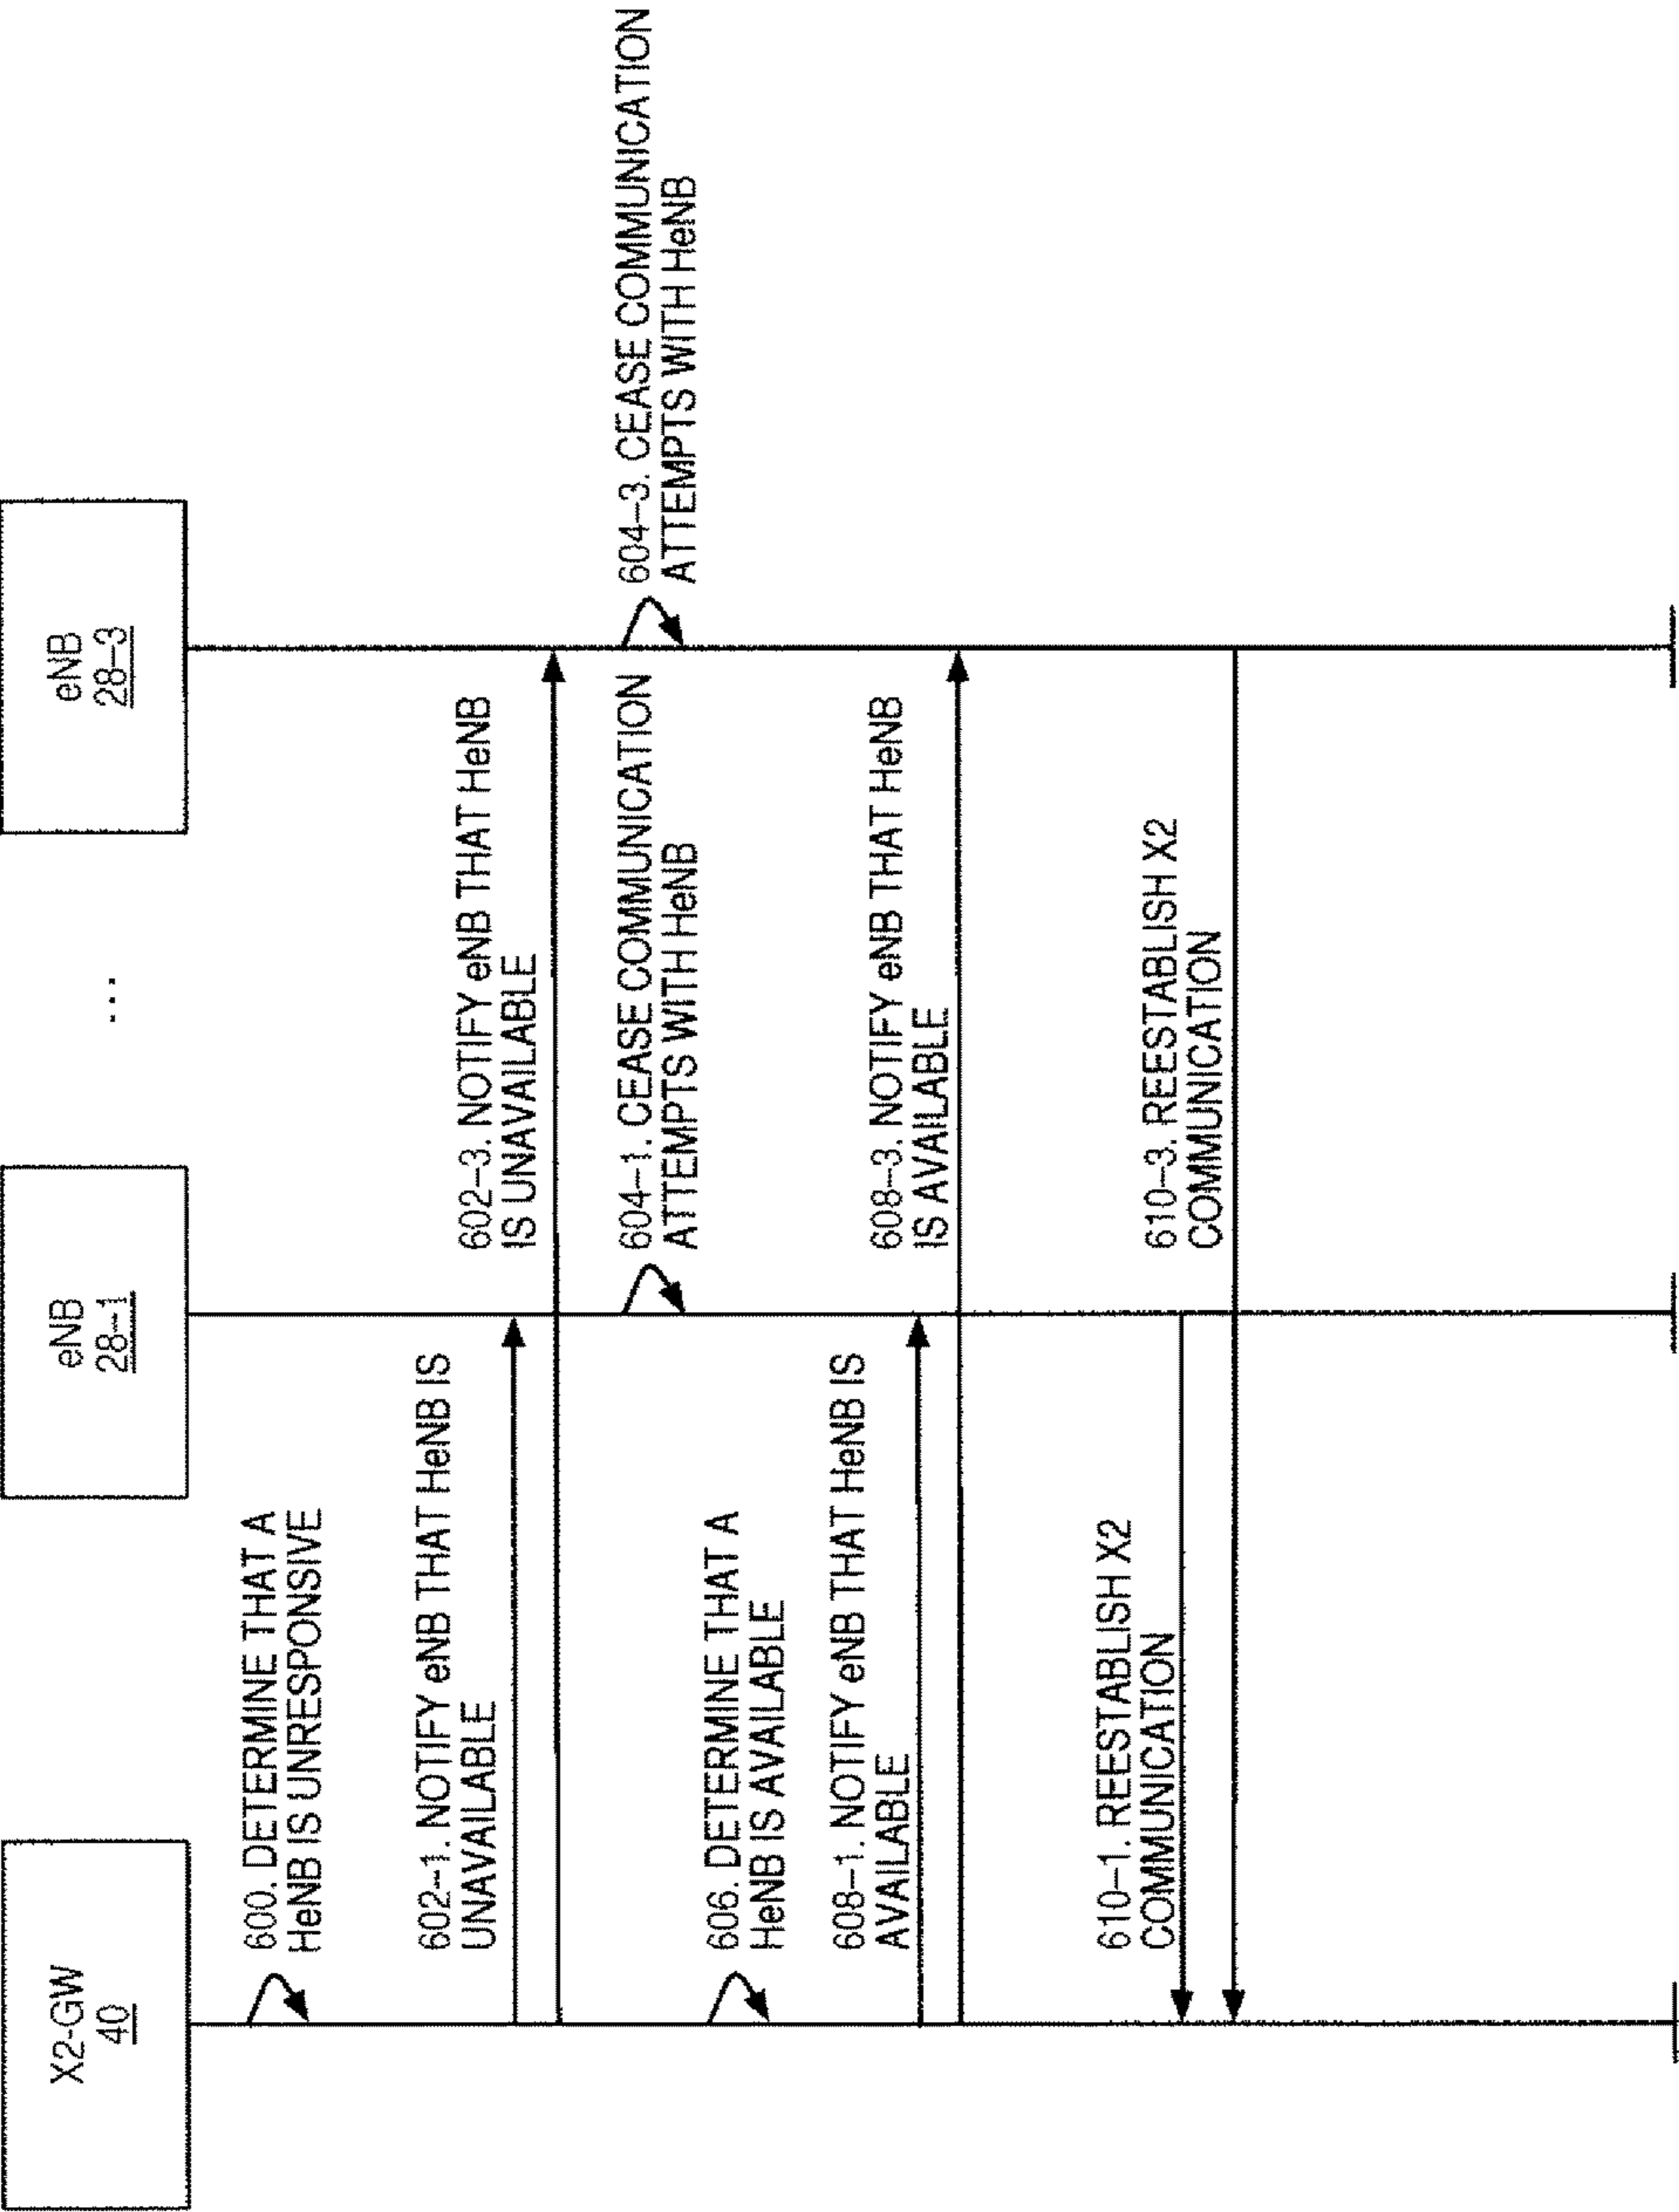 X2-GW
40
eNB
28-1
...
eNB
28-3
600. DETERMINE THAT A
HeNB IS UNRESPONSIVE
602-1. NOTIFY eNB THAT HeNB IS
UNAVAILABLE
602-3. NOTIFY eNB THAT HeNB
IS UNAVAILABLE
604-1. CEASE COMMUNICATION
ATTEMPTS WITH HeNB
604-3. CEASE COMMUNICATION
ATTEMPTS WITH HeNB
606. DETERMINE THAT A
HeNB IS AVAILABLE
608-1. NOTIFY eNB THAT HeNB IS
AVAILABLE
608-3. NOTIFY eNB THAT HeNB
IS AVAILABLE
610-1. REESTABLISH X2
COMMUNICATION
610-3. REESTABLISH X2
COMMUNICATION